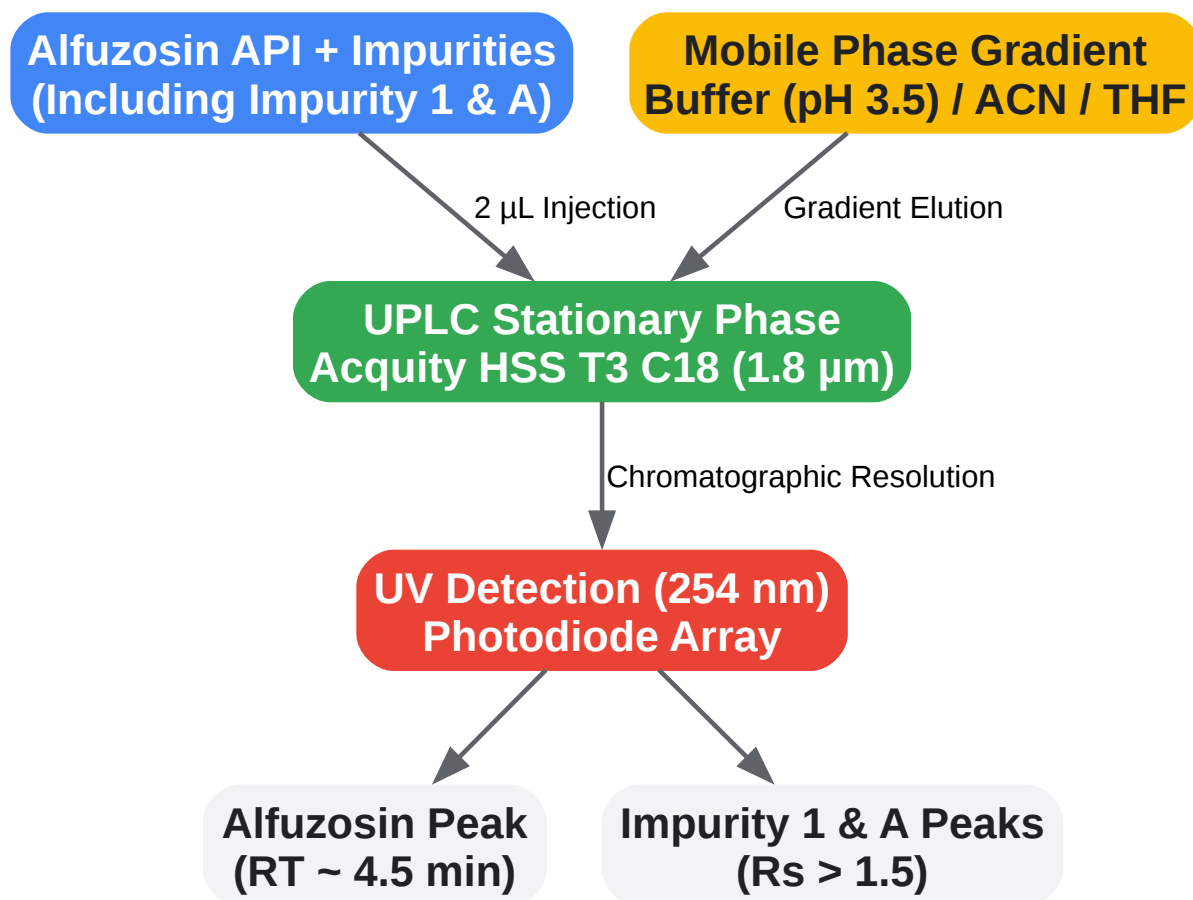 Alfuzosin API + Impurities
(Including Impurity 1 & A)
Mobile Phase Gradient
Buffer (pH 3.5) / ACN / THF
2 µL Injection
Gradient Elution
UPLC Stationary Phase
Acquity HSS T3 C18 (1.8 µm)
Chromatographic Resolution
UV Detection (254 nm)
Photodiode Array
Alfuzosin Peak
(RT ~ 4.5 min)
Impurity 1 & A Peaks
(Rs > 1.5)